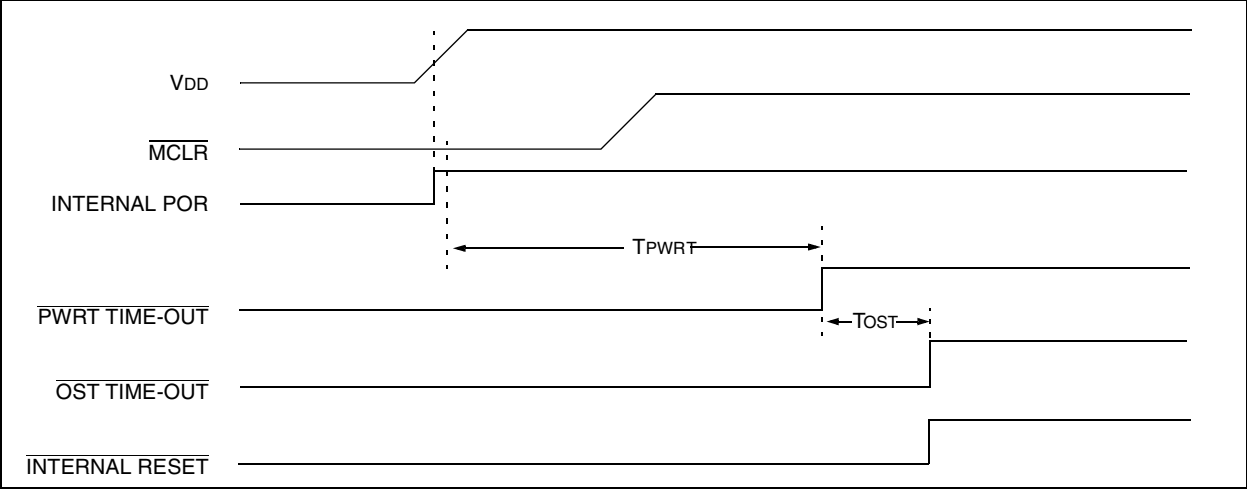 VDD
MCLR
INTERNAL POR
TPWRT
PWRT TIME-OUT
TOST
OST TIME-OUT
INTERNAL RESET